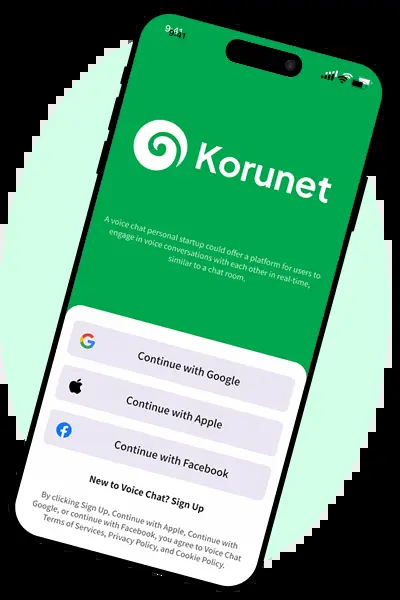 9:41
Korunet
A voice chat personal startup could offer a platform for users to
engage in voice conversations with each other in real-time,
similar to a chat room.
Continue with Google
Continue with Apple
Continue with Facebook
New to Voice Chat? Sign Up
By clicking Sign Up, Continue with Apple, Continue with
Google, or continue with Facebook, you agree to Voice Chat
Terms of Services, Privacy Policy, and Cookie Policy.